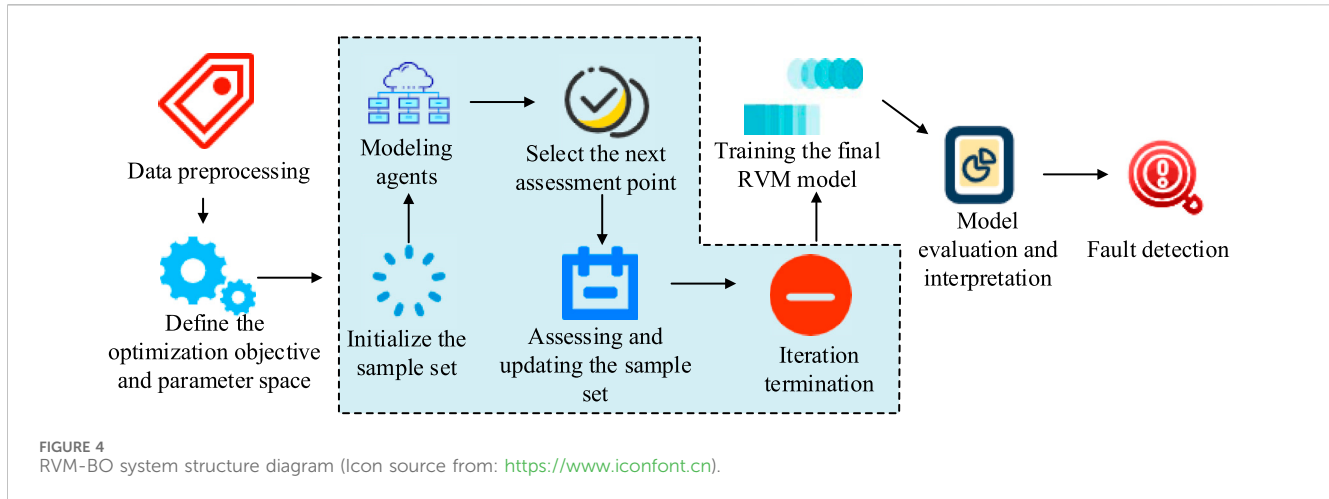 Data preprocessing
Define the
optimization objective
and parameter space
Initialize the
sample set
Modeling
agents
Select the next
assessment point
Assessing and
updating the sample
set
Iteration
termination
Training the final
RVM model
Model
evaluation and
interpretation
Fault detection
FIGURE 4
RVM-BO system structure diagram (Icon source from: https://www.iconfont.cn).